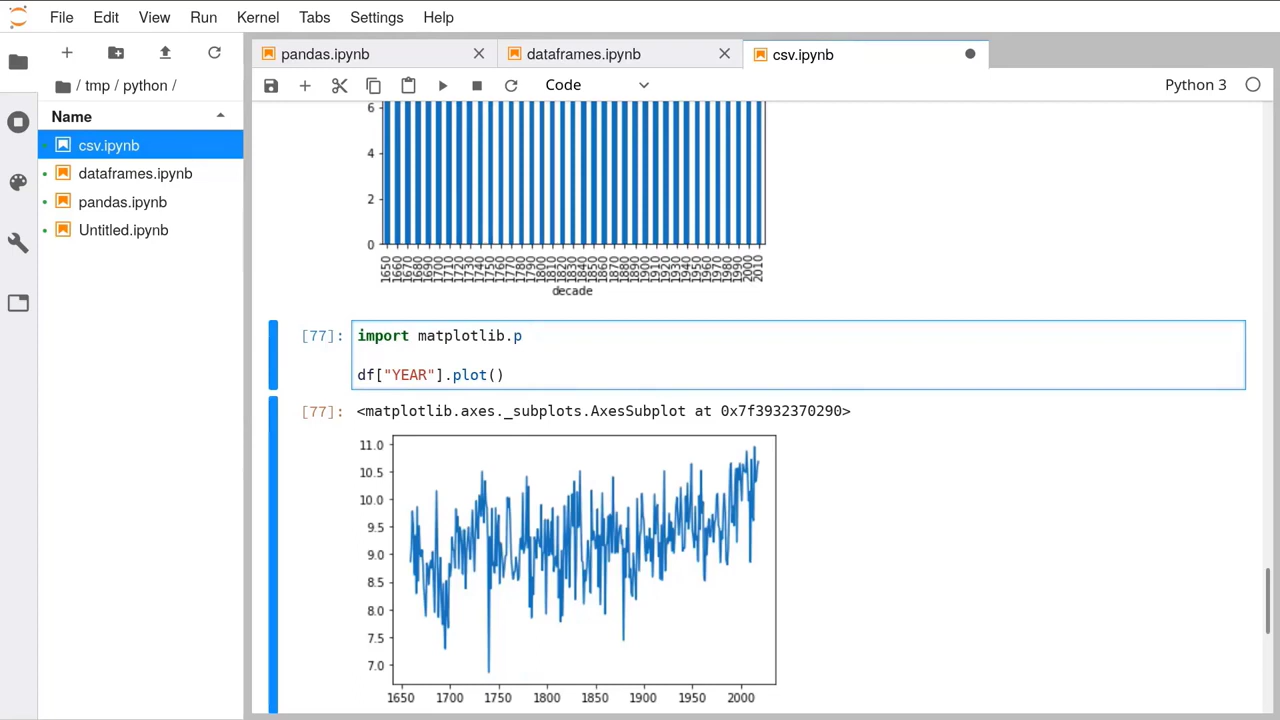 File Edit View Run Kernel Tabs Settings Help
pandas.ipynb
dataframes.ipynb
csv.ipynb
/ tmp / python /
Code
Python 3
Name
csv.ipynb
dataframes.ipynb
pandas.ipynb
Untitled.ipynb
6
4
2
0
1650 1660 1670 1680 1690 1700 1710 1720 1730 1740 1750 1760 1770 1780 1790 1800 1810 1820 1830 1840 1850 1860 1870 1880 1890 1900 1910 1920 1930 1940 1950 1960 1970 1980 1990 2000 2010
decade
[77]: import matplotlib.p
df["YEAR"].plot()
[77]: <matplotlib.axes._subplots.AxesSubplot at 0x7f3932370290>
11.0
10.5
10.0
9.5
9.0
8.5
8.0
7.5
7.0
1650 1700 1750 1800 1850 1900 1950 2000